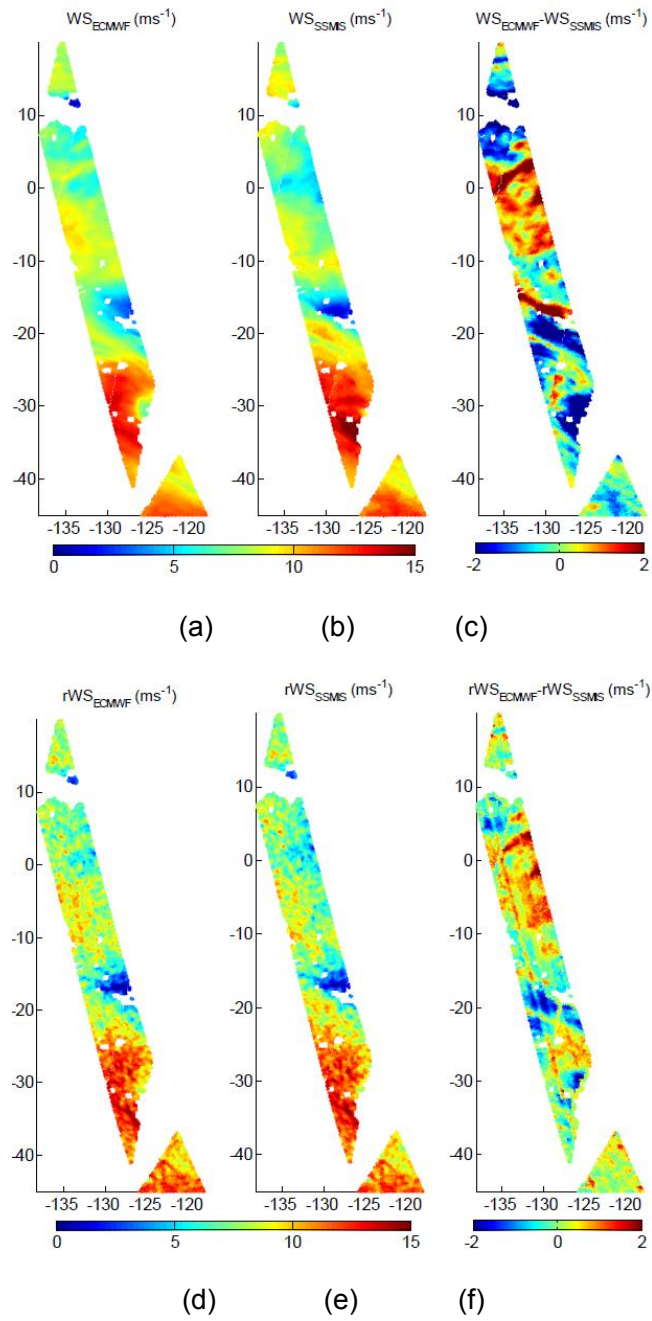 WS_ECMWF (ms⁻¹) WS_SSMIS (ms⁻¹) WS_ECMWF-WS_SSMIS (ms⁻¹)
10 10 10
0 0 0
-10 -10 -10
-20 -20 -20
-30 -30 -30
-40 -40 -40
-135 -130 -125 -120 -135 -130 -125 -120 -135 -130 -125 -120
0 5 10 15 -2 0 2
(a) (b) (c)
rWS_ECMWF (ms⁻¹) rWS_SSMIS (ms⁻¹) rWS_ECMWF-rWS_SSMIS (ms⁻¹)
10 10 10
0 0 0
-10 -10 -10
-20 -20 -20
-30 -30 -30
-40 -40 -40
-135 -130 -125 -120 -135 -130 -125 -120 -135 -130 -125 -120
0 5 10 15 -2 0 2
(d) (e) (f)